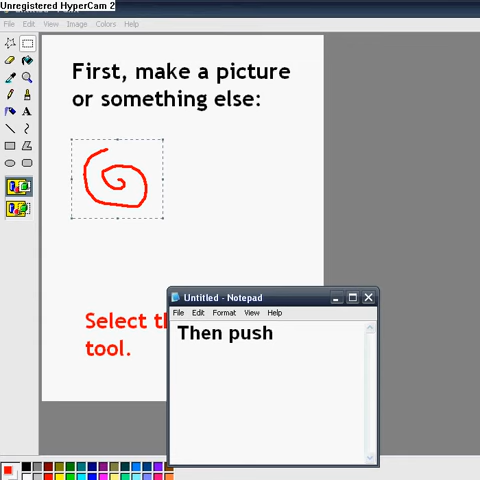 Unregistered HyperCam 2
File Edit View Image Colors Help
First, make a picture
or something else:
Select th
tool.
Untitled - Notepad
File Edit Format View Help
Then push